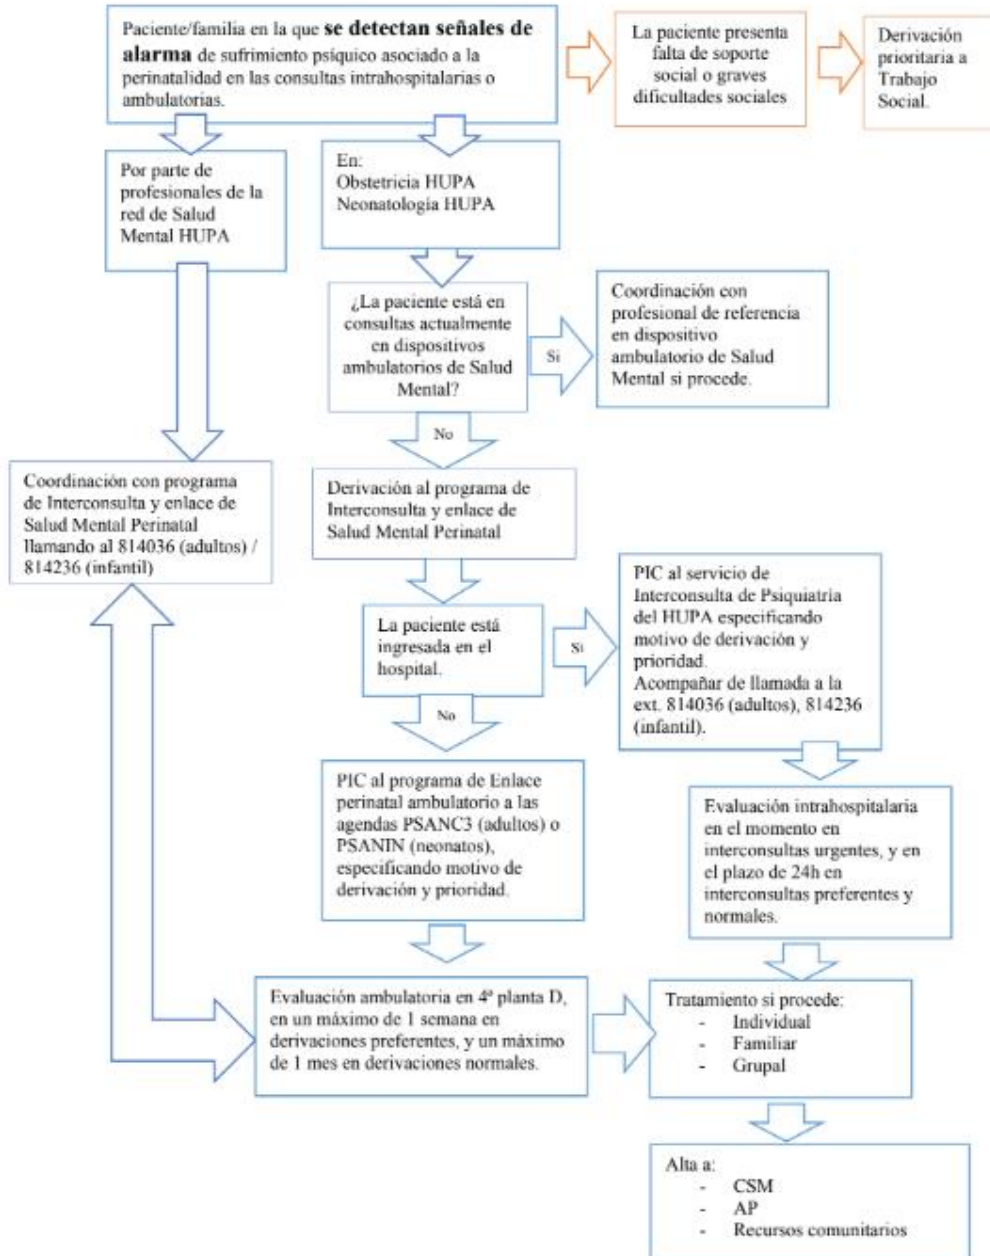 Paciente/familia en la que se detectan señales de
alarma de sufrimiento psíquico asociado a la
perinatalidad en las consultas intrahospitalarias o
ambulatorias.
La paciente presenta
falta de soporte
social o graves
dificultades sociales
Derivación
prioritaria a
Trabajo
Social.
Por parte de
profesionales de la
red de Salud
Mental HUPA
En:
Obstetricia HUPA
Neonatología HUPA
¿La paciente está en
consultas actualmente
en dispositivos
ambulatorios de Salud
Mental?
Si
Coordinación con
profesional de referencia
en dispositivo
ambulatorio de Salud
Mental si procede.
No
Coordinación con programa
de Interconsulta y enlace de
Salud Mental Perinatal
llamando al 814036 (adultos) /
814236 (infantil)
Derivación al programa de
Interconsulta y enlace de
Salud Mental Perinatal
La paciente está
ingresada en el
hospital.
Si
PIC al servicio de
Interconsulta de Psiquiatría
del HUPA especificando
motivo de derivación y
prioridad.
Acompañar de llamada a la
ext. 814036 (adultos), 814236
(infantil).
No
PIC al programa de Enlace
perinatal ambulatorio a las
agendas PSANC3 (adultos) o
PSANIN (neonatos),
especificando motivo de
derivación y prioridad.
Evaluación intrahospitalaria
en el momento en
interconsultas urgentes, y en
el plazo de 24h en
interconsultas preferentes y
normales.
Evaluación ambulatoria en 4ª planta D,
en un máximo de 1 semana en
derivaciones preferentes, y un máximo
de 1 mes en derivaciones normales.
Tratamiento si procede:
- Individual
- Familiar
- Grupal
Alta a:
- CSM
- AP
- Recursos comunitarios